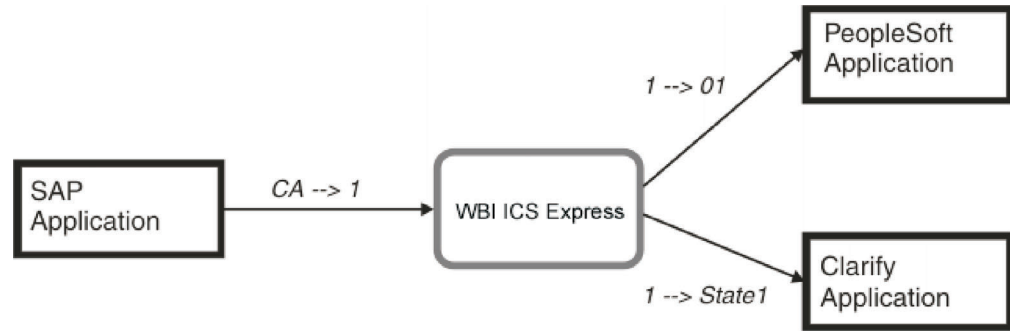 PeopleSoft
Application
1 --> 01
SAP
Application
CA --> 1
WBI ICS Express
1 --> State1
Clarify
Application